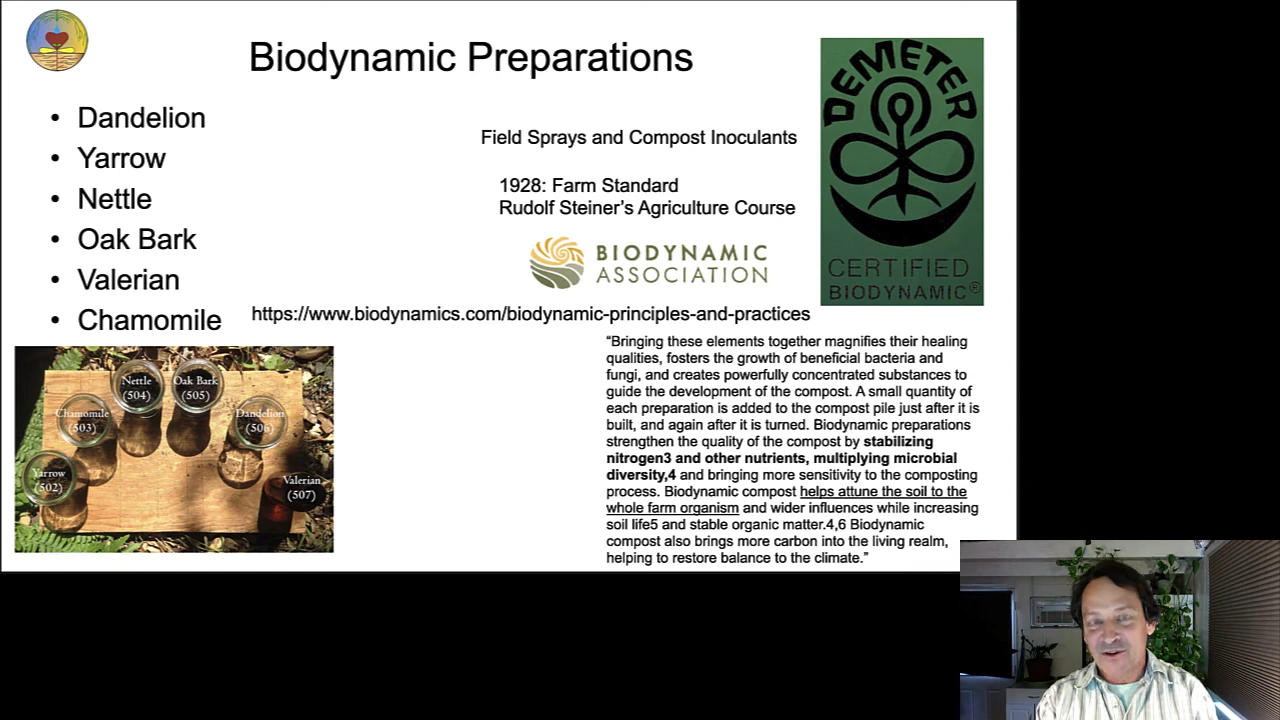 Biodynamic Preparations
• Dandelion
• Yarrow
• Nettle
• Oak Bark
• Valerian
• Chamomile
Field Sprays and Compost Inoculants
1928: Farm Standard
Rudolf Steiner's Agriculture Course
BIODYNAMIC
ASSOCIATION
https://www.biodynamics.com/biodynamic-principles-and-practices
DEMETER
CERTIFIED
BIODYNAMIC®
Nettle
(504)
Oak Bark
(505)
Chamomile
(503)
Dandelion
(506)
Yarrow
(502)
Valerian
(507)
“Bringing these elements together magnifies their healing
qualities, fosters the growth of beneficial bacteria and
fungi, and creates powerfully concentrated substances to
guide the development of the compost. A small quantity of
each preparation is added to the compost pile just after it is
built, and again after it is turned. Biodynamic preparations
strengthen the quality of the compost by stabilizing
nitrogen3 and other nutrients, multiplying microbial
diversity,4 and bringing more sensitivity to the composting
process. Biodynamic compost helps attune the soil to the
whole farm organism and wider influences while increasing
soil life5 and stable organic matter.4,6 Biodynamic
compost also brings more carbon into the living realm,
helping to restore balance to the climate.”